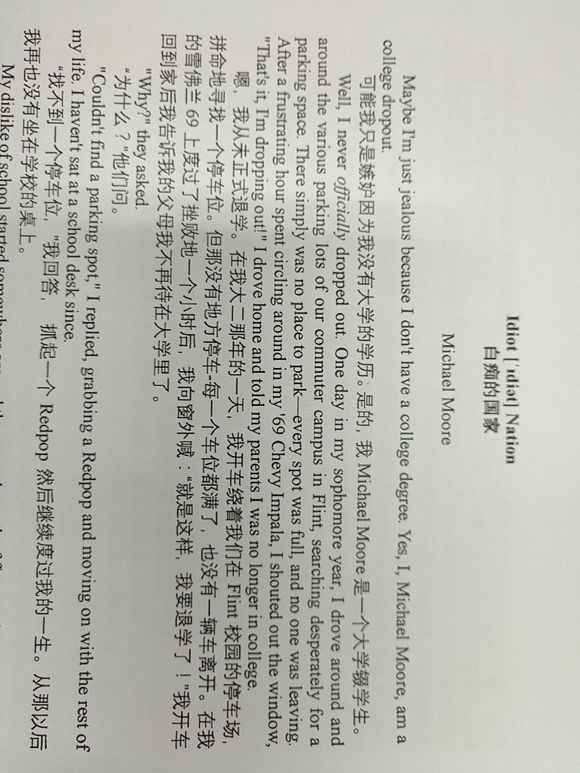 Idiot ['ɪdiət] Nation
白痴的国家
Michael Moore
Maybe I'm just jealous because I don't have a college degree. Yes, I, Michael Moore, am a
college dropout.
可能我只是嫉妒因为我没有大学的学历。是的，我 Michael Moore 是一个大学辍学生。
Well, I never officially dropped out. One day in my sophomore year, I drove around and
around the various parking lots of our commuter campus in Flint, searching desperately for a
parking space. There simply was no place to park—every spot was full, and no one was leaving.
After a frustrating hour spent circling around in my '69 Chevy Impala, I shouted out the window,
"That's it, I'm dropping out!" I drove home and told my parents I was no longer in college.
嗯，我从未正式退学。在我大二那年的一天，我开车绕着我们在 Flint 校园的停车场，
拼命地寻找一个停车位。但那没有地方停车·每一个车位都满了，也没有一辆车离开。在我
的雪佛兰 69 上度过了挫败地一个小时后，我向窗外喊：“就是这样，我要退学了！”我开车
回到家后我告诉我的父母我不再待在大学里了。
"Why?" they asked.
“为什么？”他们问。
"Couldn't find a parking spot," I replied, grabbing a Redpop and moving on with the rest of
my life. I haven't sat at a school desk since.
“找不到一个停车位，”我回答，抓起一个 Redpop 然后继续度过我的一生。从那以后
我再也没有坐在学校的桌上。
My dislike of school started somewhere